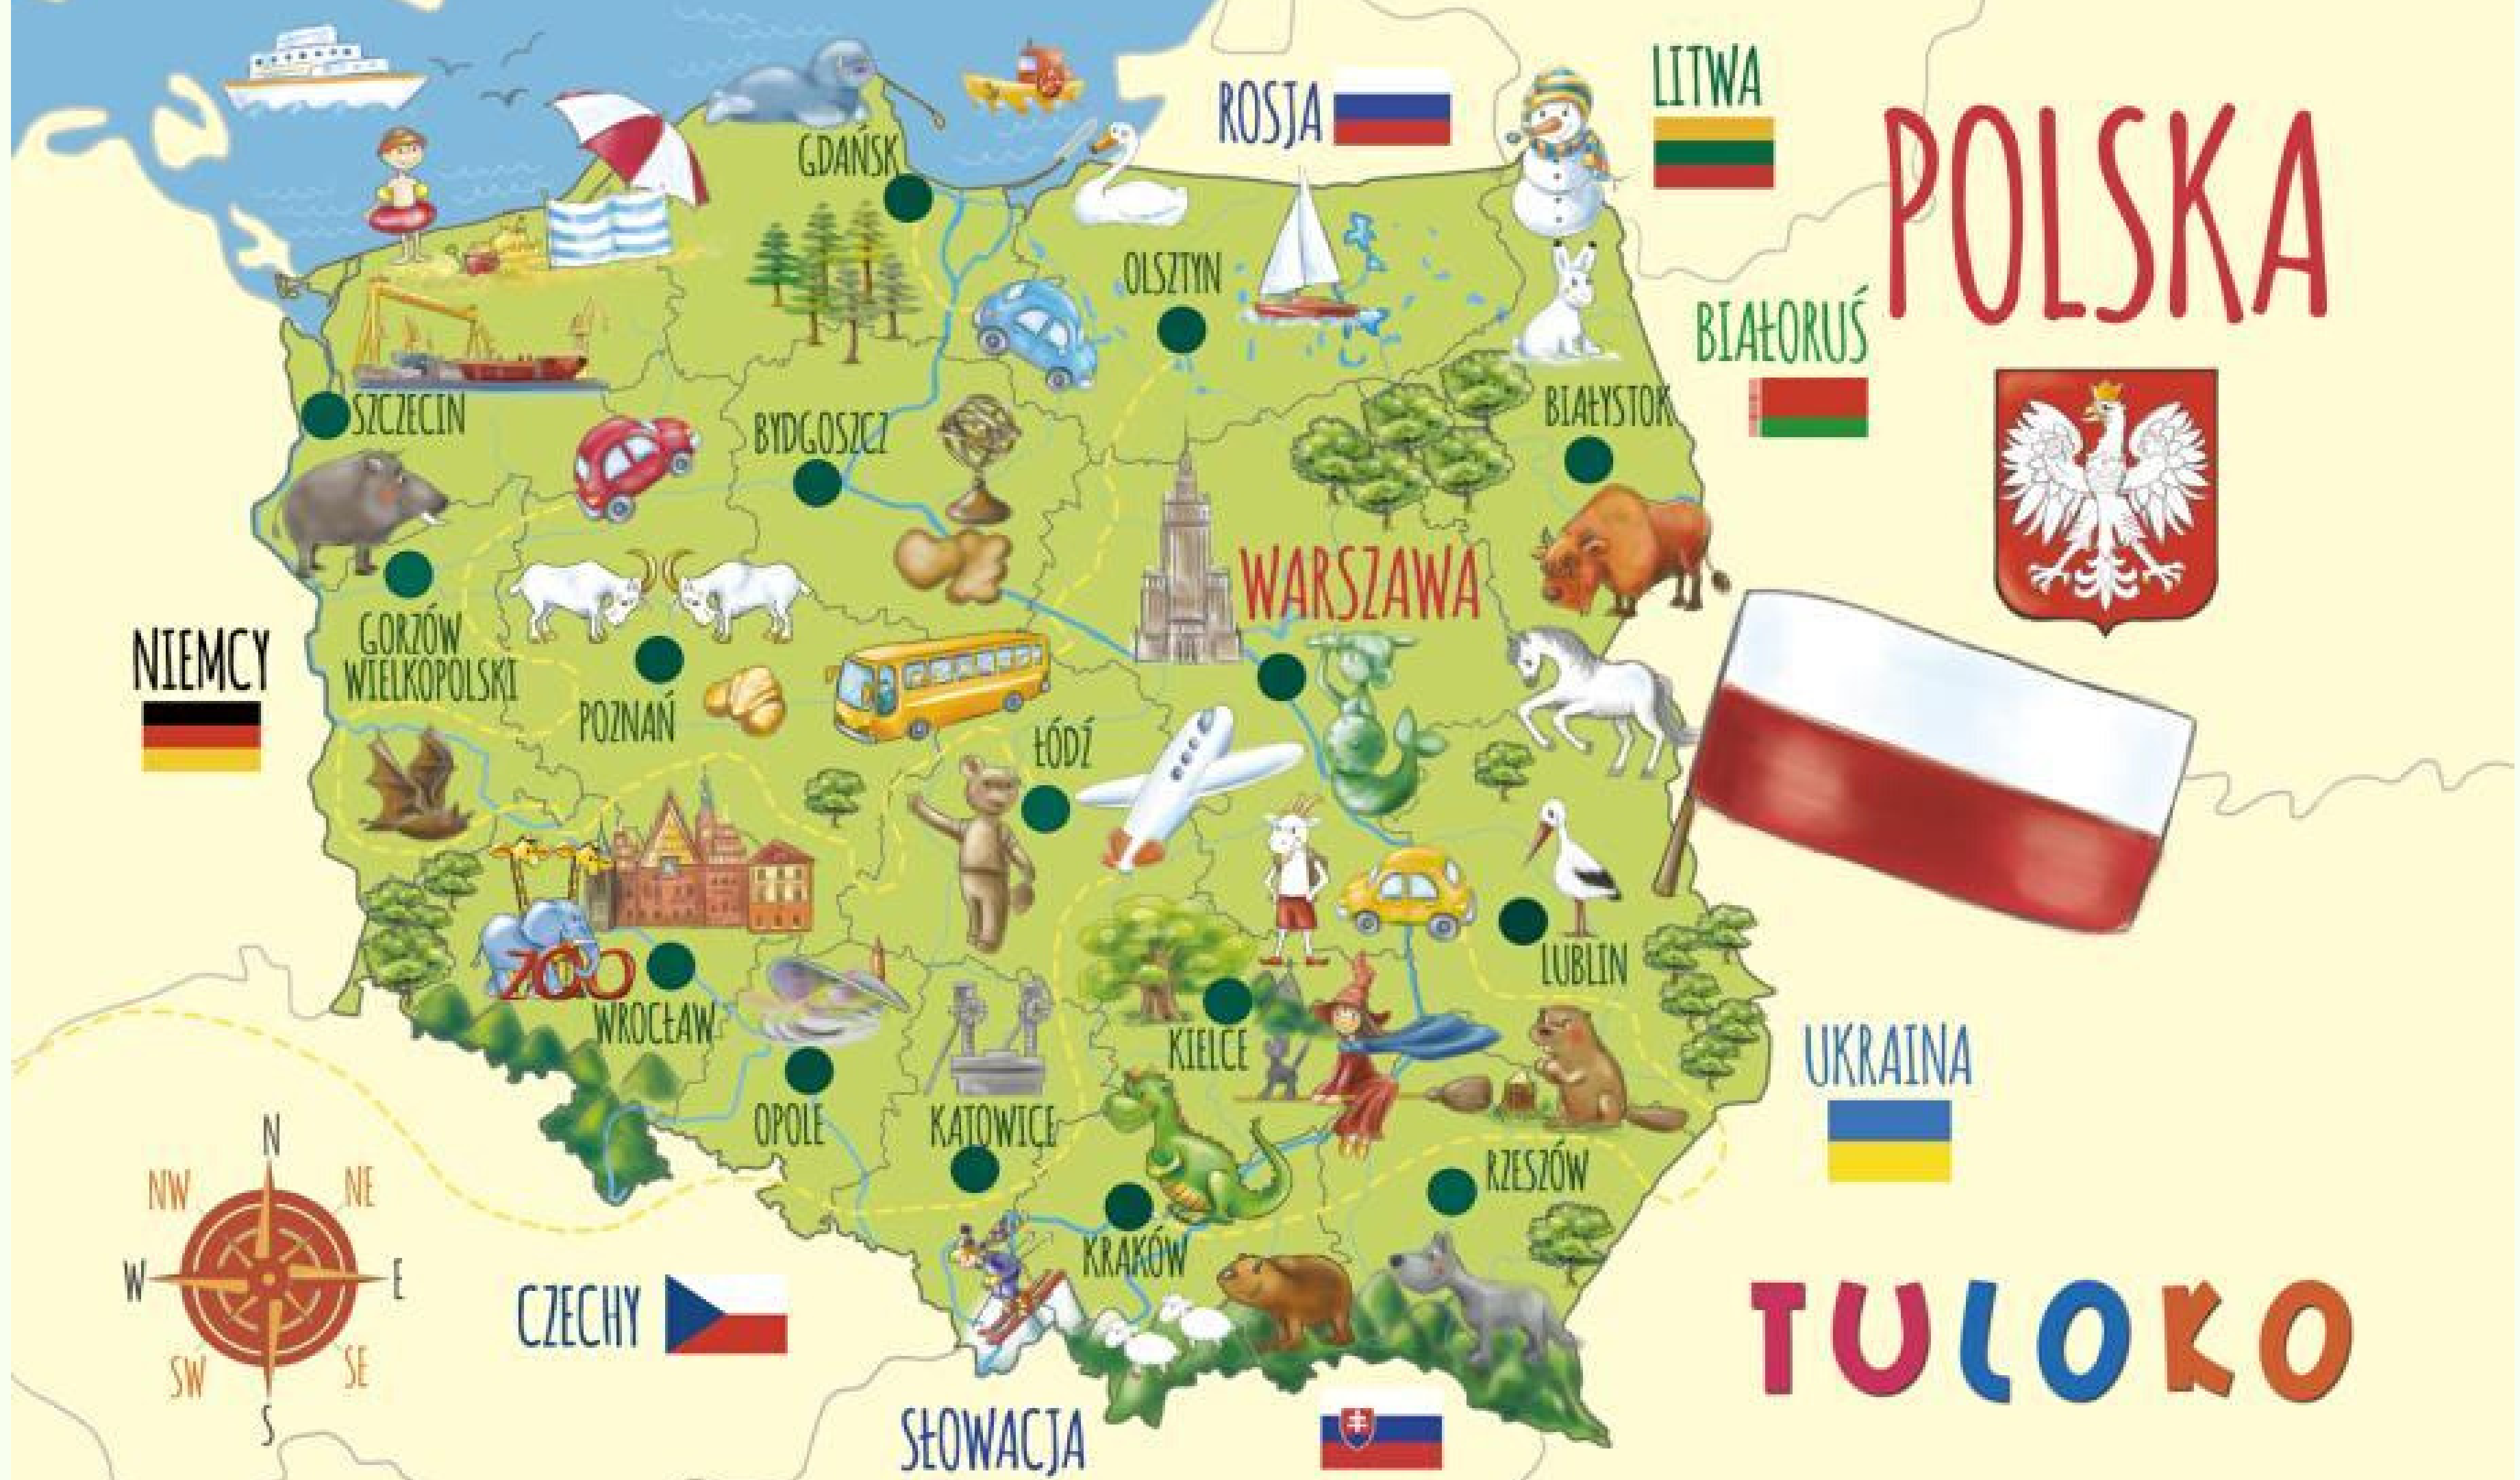 ROSJA
LITWA
POLSKA
GDAŃSK
OLSZTYN
BIAŁORUŚ
SZCZECIN
BYDGOSZCZ
BIAŁYSTOK
WARSZAWA
NIEMCY
GORZÓW
WIELKOPOLSKI
POZNAŃ
ŁÓDŹ
ZOO
WROCŁAW
LUBLIN
KIELCE
UKRAINA
OPOLE
KATOWICE
RZESZÓW
KRAKÓW
N
NW
NE
W
E
SW
SE
S
CZECHY
SŁOWACJA
TULOKO